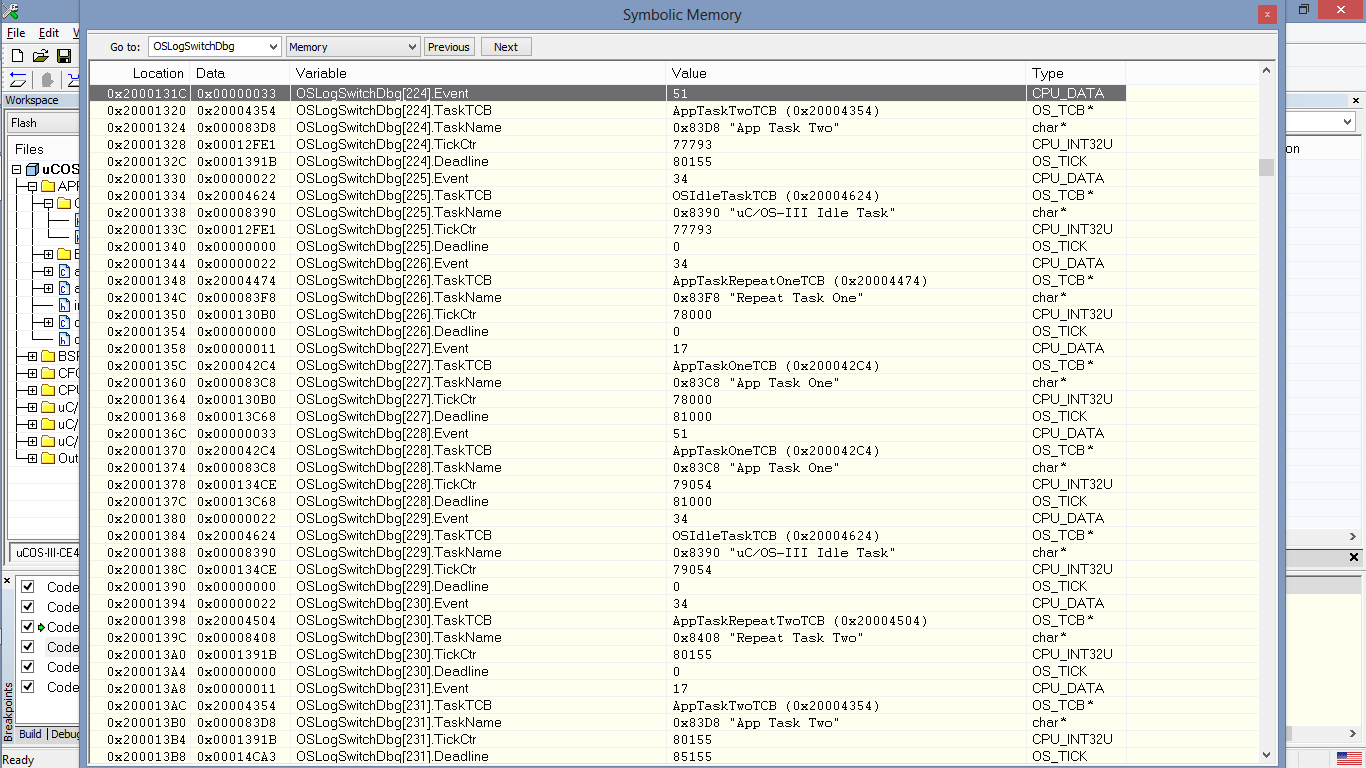 Symbolic Memory
File Edit V
Go to: OSLogSwitchDbg Memory Previous Next
Workspace
Flash
Files
uCOS
APP
BSP
CPU
uC/
uC/
uC/
Out
uCOS-III-CE4
Code
Code
Code
Code
Code
Code
Breakpoints
Build Debug
Ready
on
Location Data Variable Value Type
0x2000131C 0x00000033 OSLogSwitchDbg[224].Event 51 CPU_DATA
0x20001320 0x20004354 OSLogSwitchDbg[224].TaskTCB AppTaskTwoTCB (0x20004354) OS_TCB*
0x20001324 0x000083D8 OSLogSwitchDbg[224].TaskName 0x83D8 "App Task Two" char*
0x20001328 0x00012FE1 OSLogSwitchDbg[224].TickCtr 77793 CPU_INT32U
0x2000132C 0x0001391B OSLogSwitchDbg[224].Deadline 80155 OS_TICK
0x20001330 0x00000022 OSLogSwitchDbg[225].Event 34 CPU_DATA
0x20001334 0x20004624 OSLogSwitchDbg[225].TaskTCB OSIdleTaskTCB (0x20004624) OS_TCB*
0x20001338 0x00008390 OSLogSwitchDbg[225].TaskName 0x8390 "uC/OS-III Idle Task" char*
0x2000133C 0x00012FE1 OSLogSwitchDbg[225].TickCtr 77793 CPU_INT32U
0x20001340 0x00000000 OSLogSwitchDbg[225].Deadline 0 OS_TICK
0x20001344 0x00000022 OSLogSwitchDbg[226].Event 34 CPU_DATA
0x20001348 0x20004474 OSLogSwitchDbg[226].TaskTCB AppTaskRepeatOneTCB (0x20004474) OS_TCB*
0x2000134C 0x000083F8 OSLogSwitchDbg[226].TaskName 0x83F8 "Repeat Task One" char*
0x20001350 0x000130B0 OSLogSwitchDbg[226].TickCtr 78000 CPU_INT32U
0x20001354 0x00000000 OSLogSwitchDbg[226].Deadline 0 OS_TICK
0x20001358 0x00000011 OSLogSwitchDbg[227].Event 17 CPU_DATA
0x2000135C 0x200042C4 OSLogSwitchDbg[227].TaskTCB AppTaskOneTCB (0x200042C4) OS_TCB*
0x20001360 0x000083C8 OSLogSwitchDbg[227].TaskName 0x83C8 "App Task One" char*
0x20001364 0x000130B0 OSLogSwitchDbg[227].TickCtr 78000 CPU_INT32U
0x20001368 0x00013C68 OSLogSwitchDbg[227].Deadline 81000 OS_TICK
0x2000136C 0x00000033 OSLogSwitchDbg[228].Event 51 CPU_DATA
0x20001370 0x200042C4 OSLogSwitchDbg[228].TaskTCB AppTaskOneTCB (0x200042C4) OS_TCB*
0x20001374 0x000083C8 OSLogSwitchDbg[228].TaskName 0x83C8 "App Task One" char*
0x20001378 0x000134CE OSLogSwitchDbg[228].TickCtr 79054 CPU_INT32U
0x2000137C 0x00013C68 OSLogSwitchDbg[228].Deadline 81000 OS_TICK
0x20001380 0x00000022 OSLogSwitchDbg[229].Event 34 CPU_DATA
0x20001384 0x20004624 OSLogSwitchDbg[229].TaskTCB OSIdleTaskTCB (0x20004624) OS_TCB*
0x20001388 0x00008390 OSLogSwitchDbg[229].TaskName 0x8390 "uC/OS-III Idle Task" char*
0x2000138C 0x000134CE OSLogSwitchDbg[229].TickCtr 79054 CPU_INT32U
0x20001390 0x00000000 OSLogSwitchDbg[229].Deadline 0 OS_TICK
0x20001394 0x00000022 OSLogSwitchDbg[230].Event 34 CPU_DATA
0x20001398 0x20004504 OSLogSwitchDbg[230].TaskTCB AppTaskRepeatTwoTCB (0x20004504) OS_TCB*
0x2000139C 0x00008408 OSLogSwitchDbg[230].TaskName 0x8408 "Repeat Task Two" char*
0x200013A0 0x0001391B OSLogSwitchDbg[230].TickCtr 80155 CPU_INT32U
0x200013A4 0x00000000 OSLogSwitchDbg[230].Deadline 0 OS_TICK
0x200013A8 0x00000011 OSLogSwitchDbg[231].Event 17 CPU_DATA
0x200013AC 0x20004354 OSLogSwitchDbg[231].TaskTCB AppTaskTwoTCB (0x20004354) OS_TCB*
0x200013B0 0x000083D8 OSLogSwitchDbg[231].TaskName 0x83D8 "App Task Two" char*
0x200013B4 0x0001391B OSLogSwitchDbg[231].TickCtr 80155 CPU_INT32U
0x200013B8 0x00014CA3 OSLogSwitchDbg[231].Deadline 85155 OS_TICK